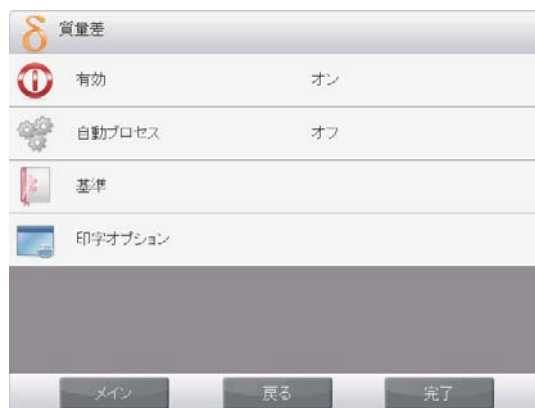 δ 質量差
有効 オン
自動プロセス オフ
基準
印字オプション
メイン 戻る 完了